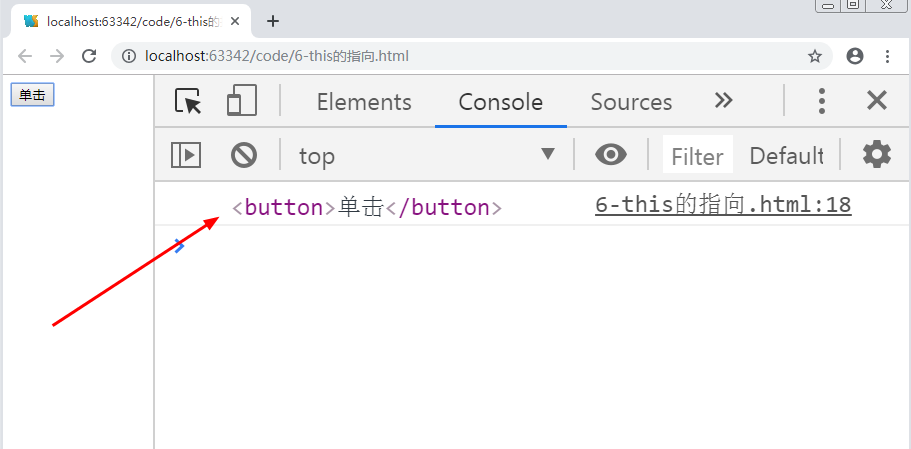 localhost:63342/code/6-this的
localhost:63342/code/6-this的指向.html
单击
Elements Console Sources
top Filter Default
<button>单击</button> 6-this的指向.html:18